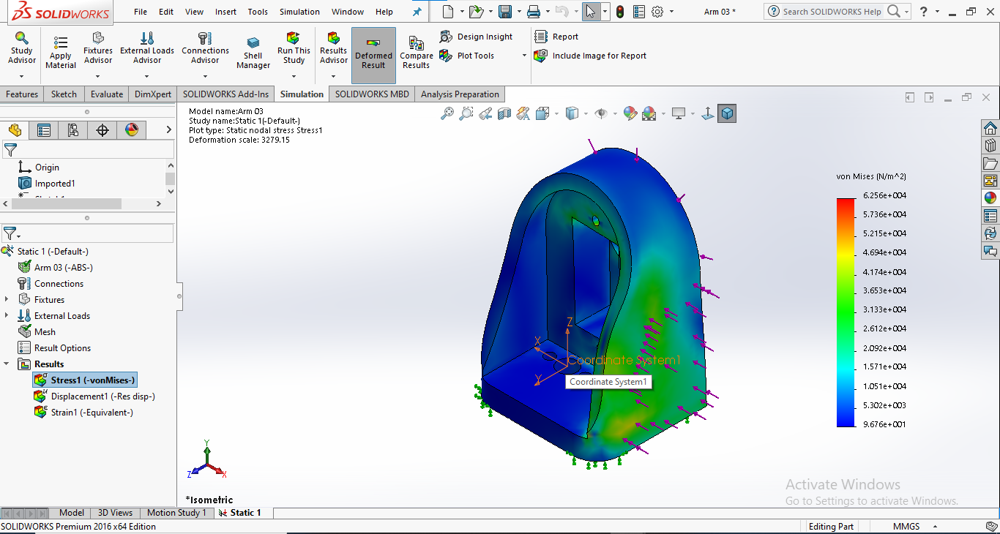 SOLIDWORKS
File Edit View Insert Tools Simulation Window Help
Arm 03 *
Search SOLIDWORKS Help
?
Study Advisor
Apply Material
Fixtures Advisor
External Loads Advisor
Connections Advisor
Shell Manager
Run This Study
Results Advisor
Deformed Result
Compare Results
Design Insight
Plot Tools
Report
Include Image for Report
Features Sketch Evaluate DimXpert SOLIDWORKS Add-Ins Simulation SOLIDWORKS MBD Analysis Preparation
Model name:Arm 03
Study name:Static 1(-Default-)
Plot type: Static nodal stress Stress1
Deformation scale: 3279.15
Origin
Imported1
Static 1 (-Default-)
Arm 03 (-ABS-)
Connections
Fixtures
External Loads
Mesh
Result Options
Results
Stress1 (-vonMises-)
Displacement1 (-Res disp-)
Strain1 (-Equivalent-)
von Mises (N/m^2)
6.256e+004
5.736e+004
5.215e+004
4.694e+004
4.174e+004
3.653e+004
3.133e+004
2.612e+004
2.092e+004
1.571e+004
1.051e+004
5.302e+003
9.676e+001
Z
X
Y
Coordinate System1
Coordinate System1
Y
Z
X
*Isometric
Activate Windows
Go to Settings to activate Windows.
Model 3D Views Motion Study 1 Static 1
SOLIDWORKS Premium 2016 x64 Edition
Editing Part
MMGS